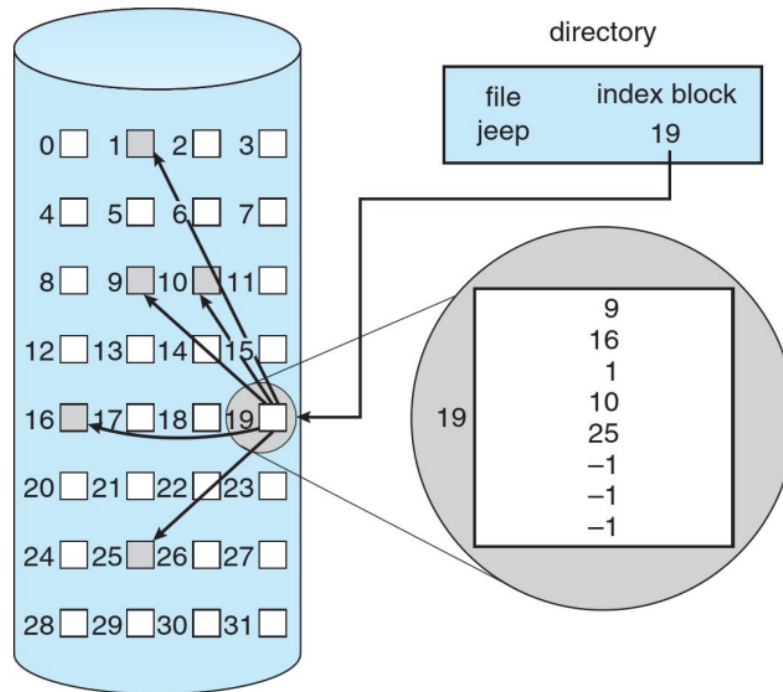 directory
file index block
jeep 19
0 1 2 3
4 5 6 7
8 9 10 11
12 13 14 15
16 17 18 19
20 21 22 23
24 25 26 27
28 29 30 31
19
9
16
1
10
25
–1
–1
–1